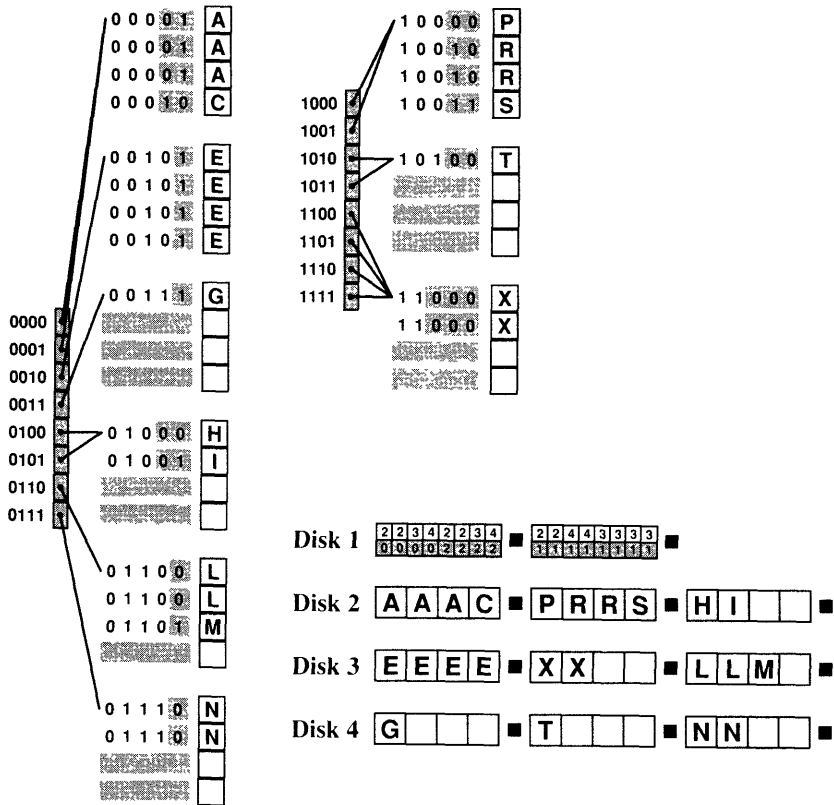 0 0 0 0 1 A
0 0 0 0 1 A
0 0 0 0 1 A
0 0 0 1 0 C
0 0 1 0 1 E
0 0 1 0 1 E
0 0 1 0 1 E
0 0 1 0 1 E
0 0 1 1 1 G
0000
0001
0010
0011
0100
0101
0110
0111
0 1 0 0 0 H
0 1 0 0 1 I
0 1 1 0 0 L
0 1 1 0 0 L
0 1 1 0 1 M
0 1 1 1 0 N
0 1 1 1 0 N
1 0 0 0 0 P
1 0 0 1 0 R
1 0 0 1 0 R
1 0 0 1 1 S
1000
1001
1010
1011
1100
1101
1110
1111
1 0 1 0 0 T
1 1 0 0 0 X
1 1 0 0 0 X
Disk 1 2 2 3 4 2 2 3 4 2 2 4 4 3 3 3 3
0 0 0 0 2 2 2 2 1 1 1 1 1 1 1 1
Disk 2 A A A C P R R S H I
Disk 3 E E E E X X L L M
Disk 4 G T N N